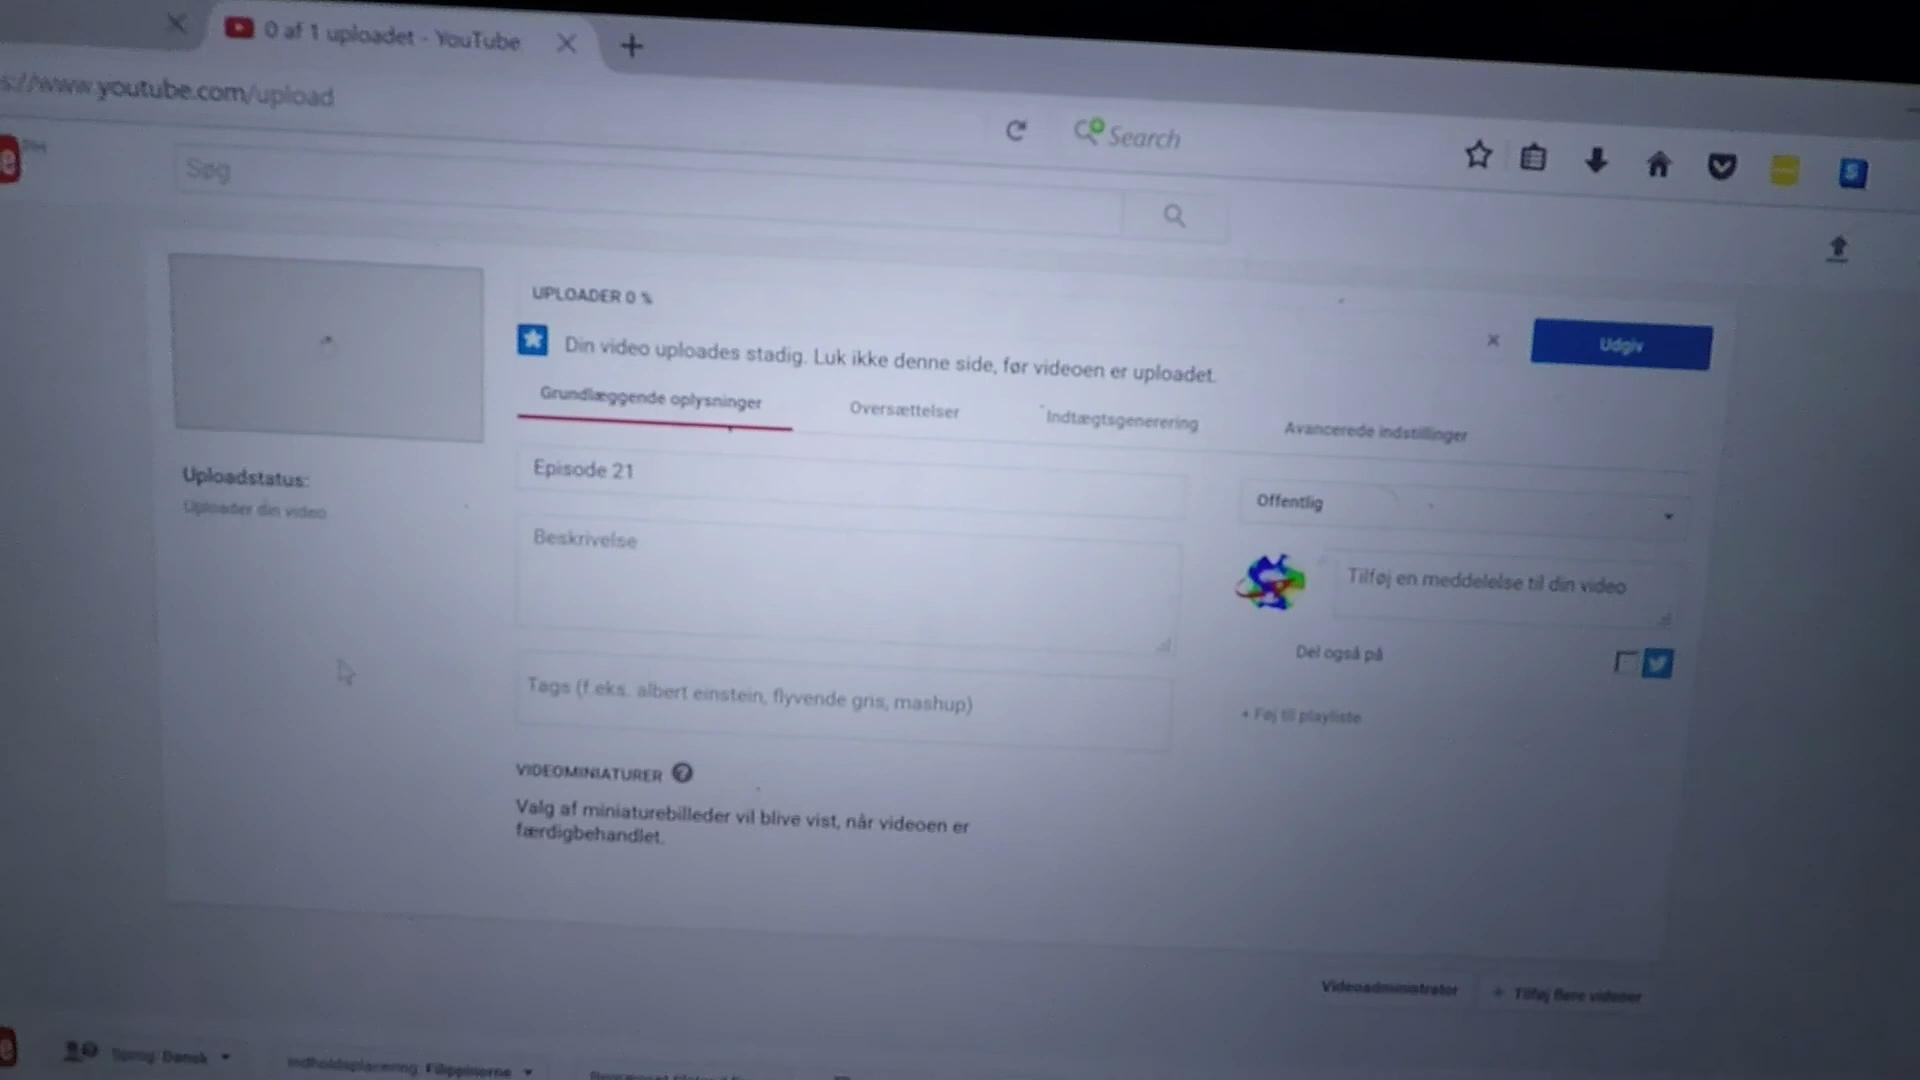 0 af 1 uploadet - YouTube
s://www.youtube.com/upload
Search
Søg
UPLOADER 0 %
Din video uploades stadig. Luk ikke denne side, før videoen er uploadet.
Udgiv
Grundlæggende oplysninger
Oversættelser
Indtægtsgenerering
Avancerede indstillinger
Episode 21
Offentlig
Uploadstatus:
Uploader din video
Beskrivelse
Tilføj en meddelelse til din video
Del også på
Tags (f.eks. albert einstein, flyvende gris, mashup)
+ Føj til playliste
VIDEOMINIATURER
Valg af miniaturebilleder vil blive vist, når videoen er
færdigbehandlet.
Videoadministrator
+ Tilføj flere videoer
Sprog: Dansk
Indholdsplacering: Filippinerne